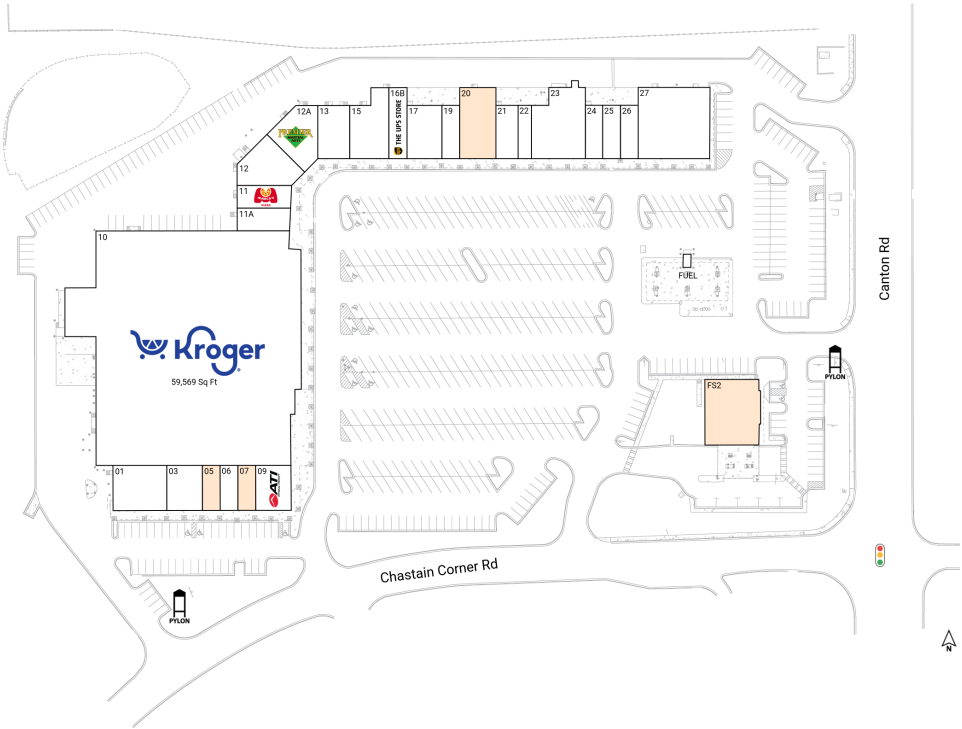 16B
THE UPS STORE
ups
20
23
27
12A
13
15
17
19
21
22
24
25
26
12
11
PIZZA
11A
10
Canton Rd
FUEL
Kroger
59,569 Sq Ft
PYLON
FS2
01
03
05
06
07
09
ATI
Chastain Corner Rd
PYLON
N